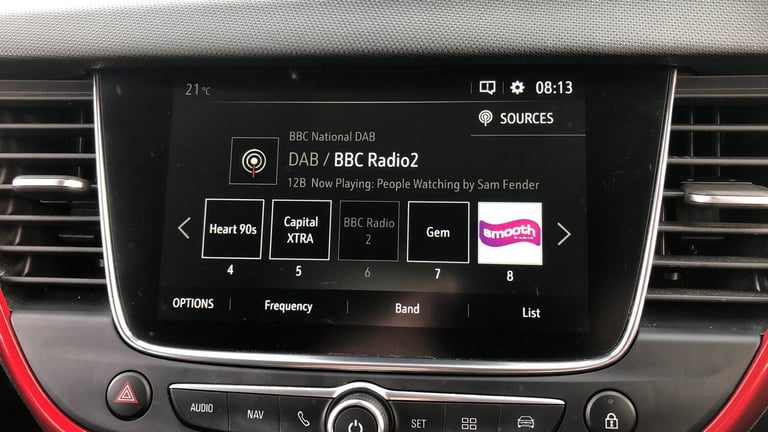 21°C 08:13
SOURCES
BBC National DAB
DAB / BBC Radio2
12B Now Playing: People Watching by Sam Fender
Heart 90s
Capital
XTRA
BBC Radio
2
Gem
smooth
RADIO
4 5 6 7 8
OPTIONS Frequency Band List
AUDIO NAV SET